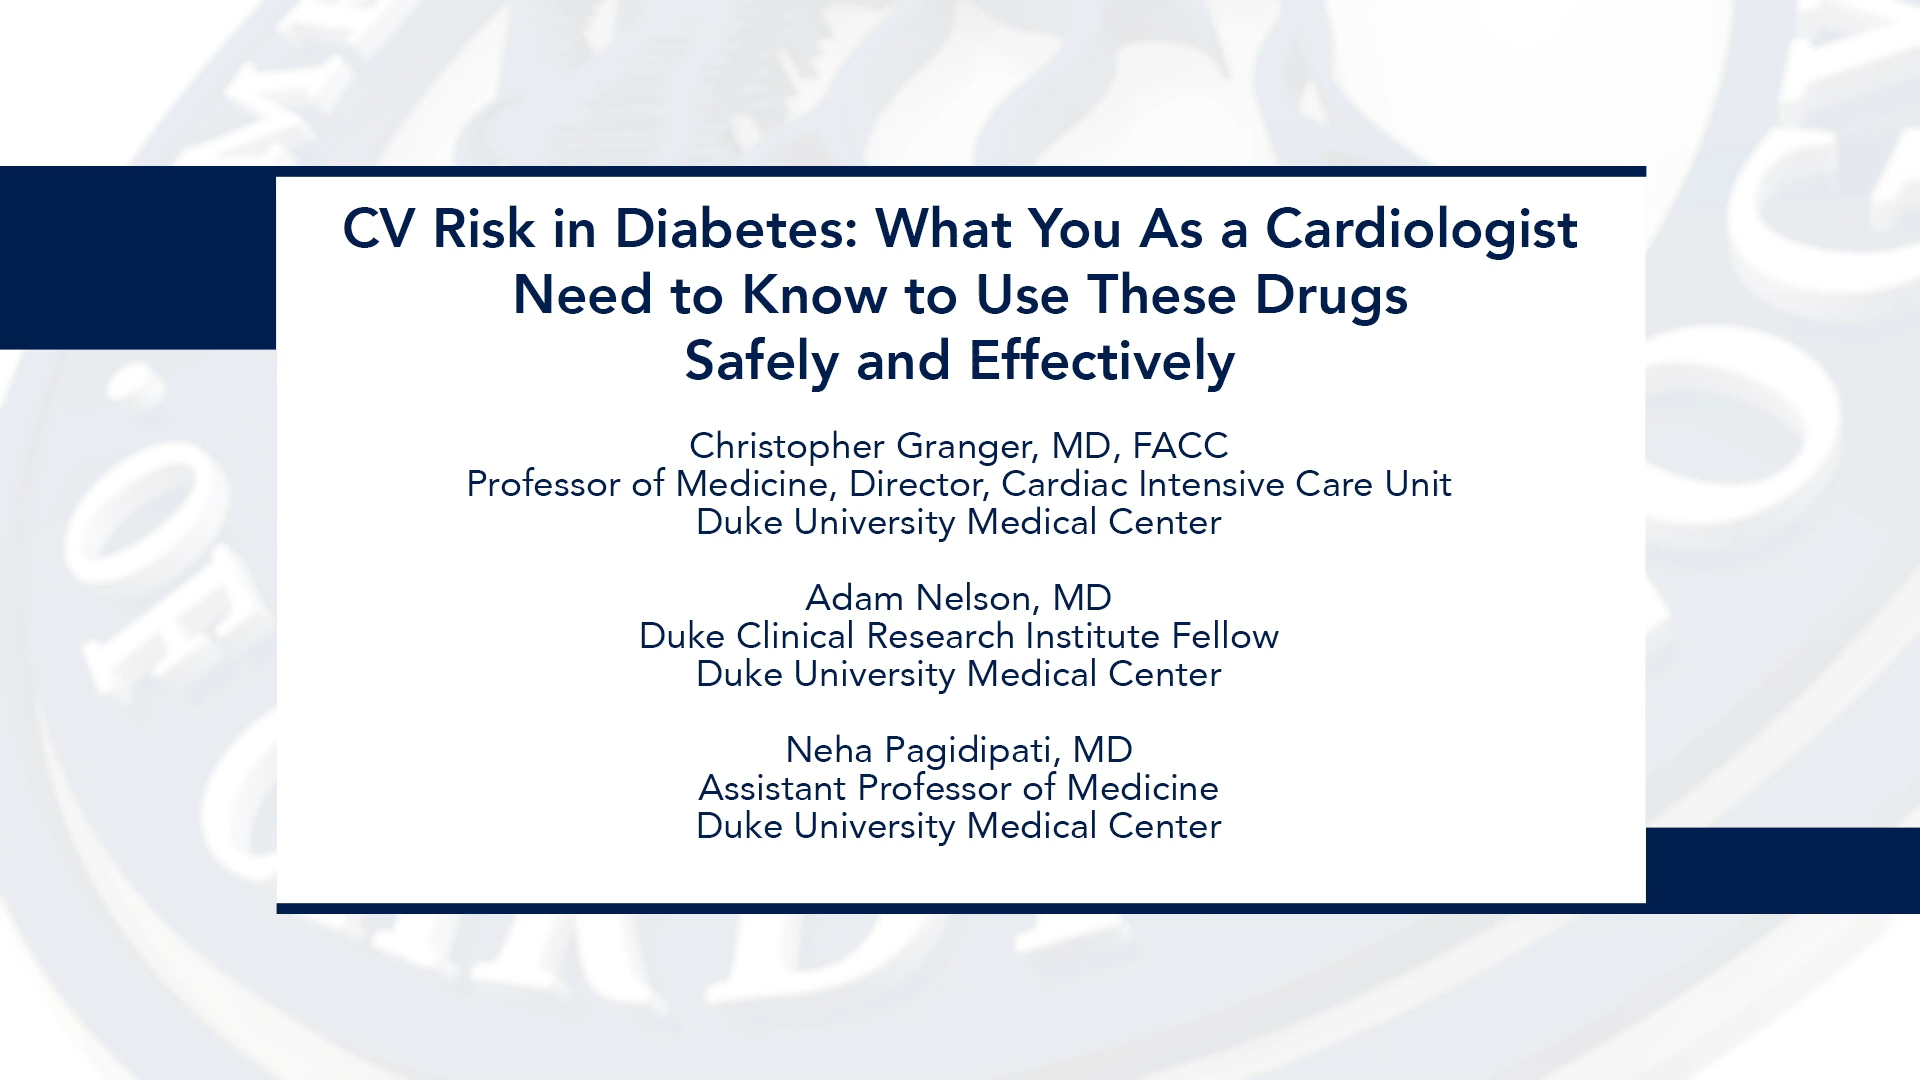 CV Risk in Diabetes: What You As a Cardiologist
Need to Know to Use These Drugs
Safely and Effectively
Christopher Granger, MD, FACC
Professor of Medicine, Director, Cardiac Intensive Care Unit
Duke University Medical Center
Adam Nelson, MD
Duke Clinical Research Institute Fellow
Duke University Medical Center
Neha Pagidipati, MD
Assistant Professor of Medicine
Duke University Medical Center